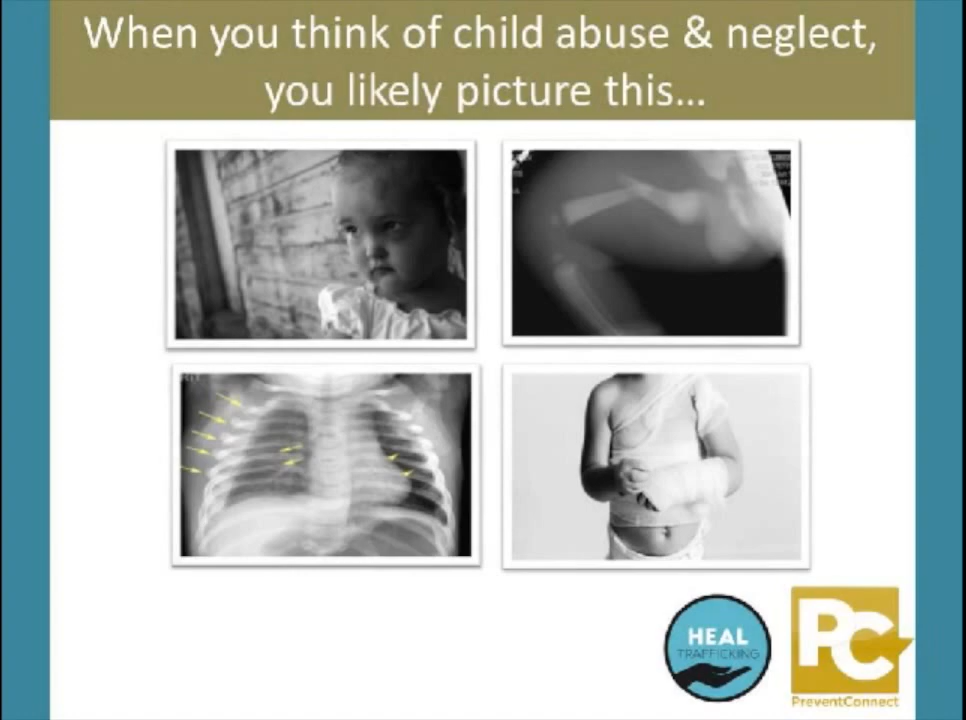 When you think of child abuse & neglect,
you likely picture this...
HEAL
TRAFFICKING
PC
PreventConnect